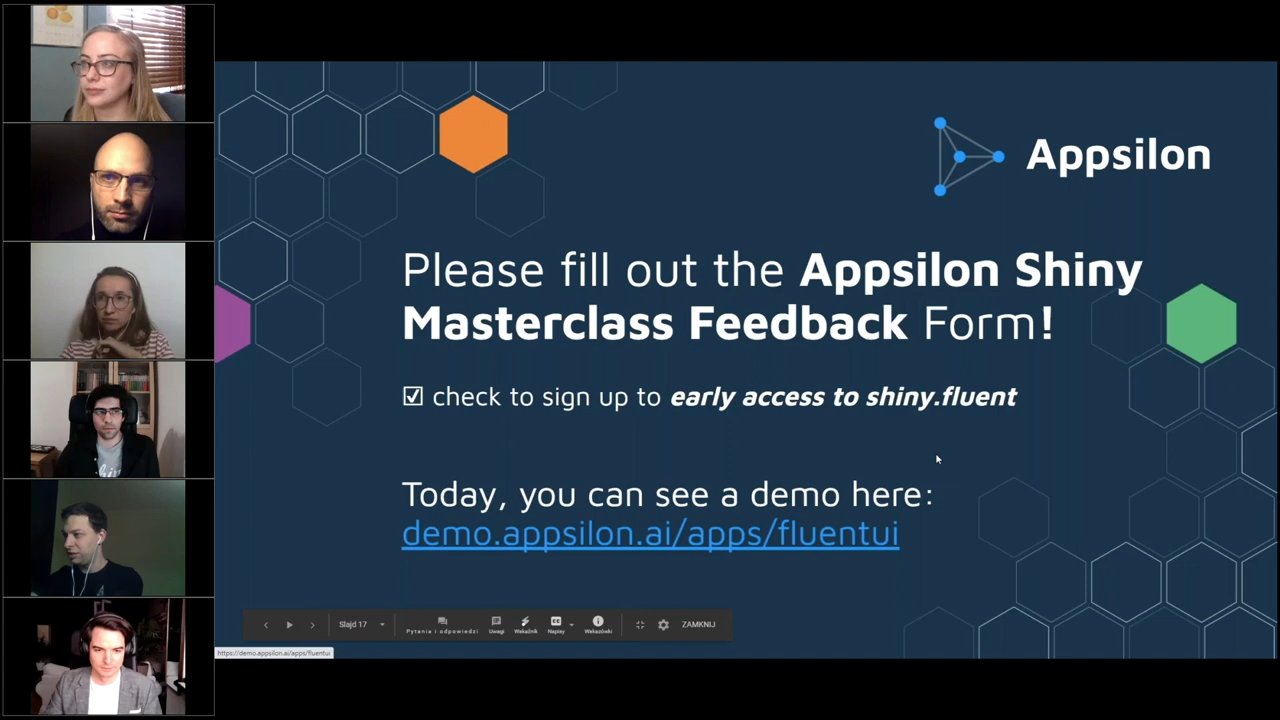 Appsilon
Please fill out the Appsilon Shiny
Masterclass Feedback Form!
☑ check to sign up to early access to shiny.fluent
Today, you can see a demo here:
demo.appsilon.ai/apps/fluentui
Slajd 17
Pytania i odpowiedzi
Uwagi
Wskaźnik
Napisy
Wskazówki
ZAMKNIJ
https://demo.appsilon.ai/apps/fluentui